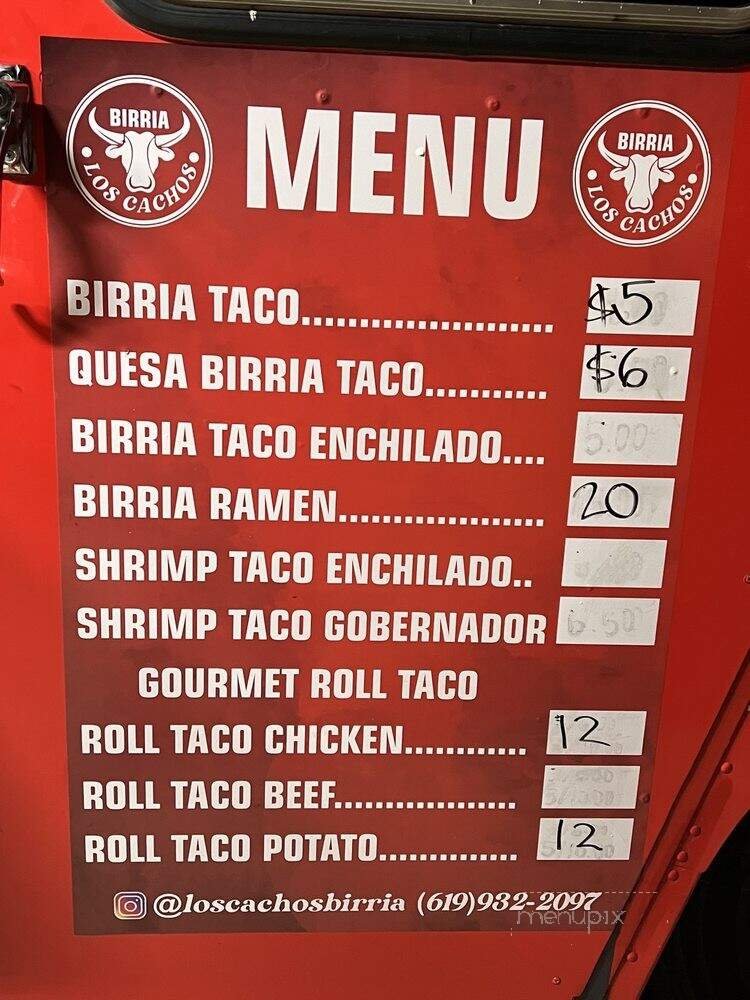 BIRRIA
LOS CACHOS
MENU
BIRRIA
LOS CACHOS
BIRRIA TACO...................... $5
QUESA BIRRIA TACO........... $6
BIRRIA TACO ENCHILADO.... 5.00
BIRRIA RAMEN.................. 20
SHRIMP TACO ENCHILADO..
SHRIMP TACO GOBERNADOR 6.50
GOURMET ROLL TACO
ROLL TACO CHICKEN........... 12
ROLL TACO BEEF.................
ROLL TACO POTATO............. 12
@loscachosbirria (619)932-2097
menupix